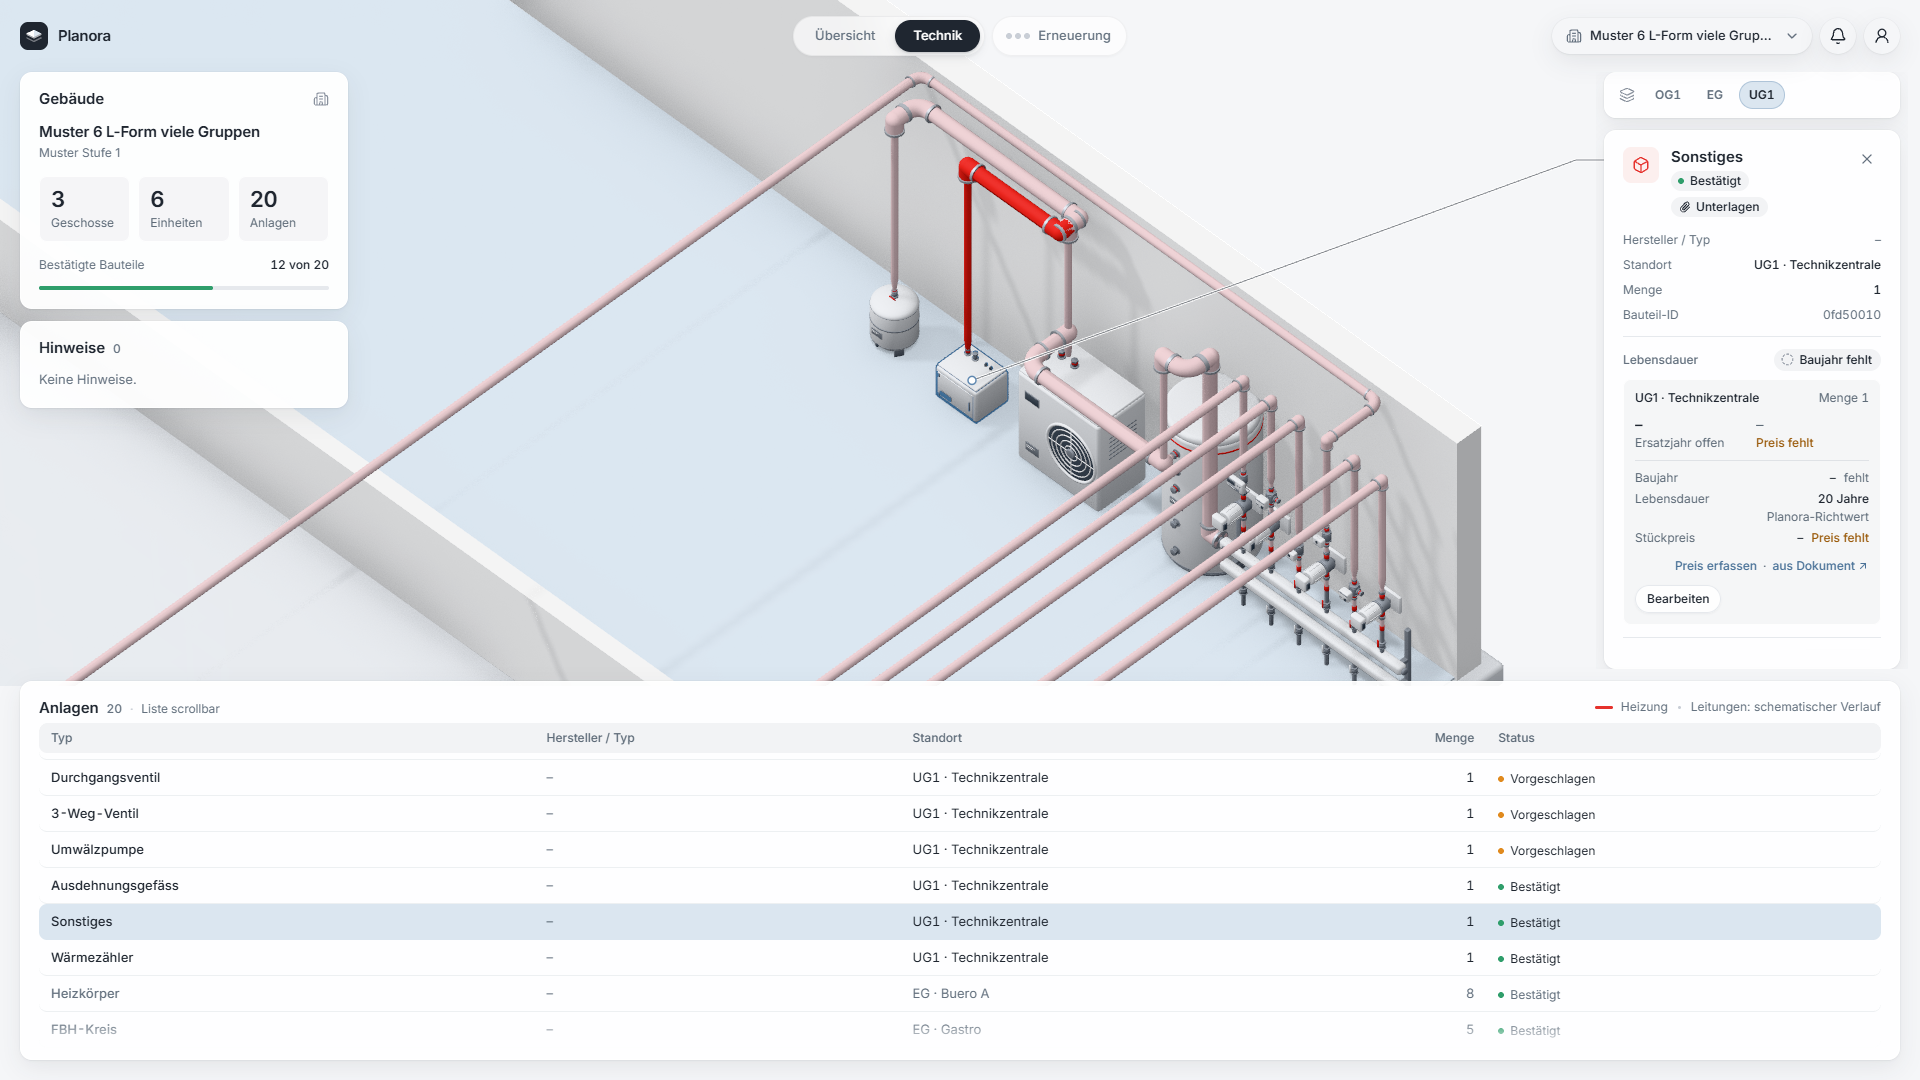 Planora
Übersicht
Technik
Erneuerung
Muster 6 L-Form viele Grup...
Gebäude
Muster 6 L-Form viele Gruppen
Muster Stufe 1
3 6 20
Geschosse Einheiten Anlagen
Bestätigte Bauteile 12 von 20
Hinweise 0
Keine Hinweise.
OG1 EG UG1
Sonstiges
Bestätigt
Unterlagen
Hersteller / Typ –
Standort UG1 · Technikzentrale
Menge 1
Bauteil-ID 0fd50010
Lebensdauer Baujahr fehlt
UG1 · Technikzentrale Menge 1
– –
Ersatzjahr offen Preis fehlt
Baujahr – fehlt
Lebensdauer 20 Jahre
Planora-Richtwert
Stückpreis – Preis fehlt
Preis erfassen · aus Dokument ↗
Bearbeiten
Anlagen 20 · Liste scrollbar
Heizung · Leitungen: schematischer Verlauf
Typ Hersteller / Typ Standort Menge Status
Durchgangsventil – UG1 · Technikzentrale 1 Vorgeschlagen
3-Weg-Ventil – UG1 · Technikzentrale 1 Vorgeschlagen
Umwälzpumpe – UG1 · Technikzentrale 1 Vorgeschlagen
Ausdehnungsgefäss – UG1 · Technikzentrale 1 Bestätigt
Sonstiges – UG1 · Technikzentrale 1 Bestätigt
Wärmezähler – UG1 · Technikzentrale 1 Bestätigt
Heizkörper – EG · Buero A 8 Bestätigt
FBH-Kreis – EG · Gastro 5 Bestätigt